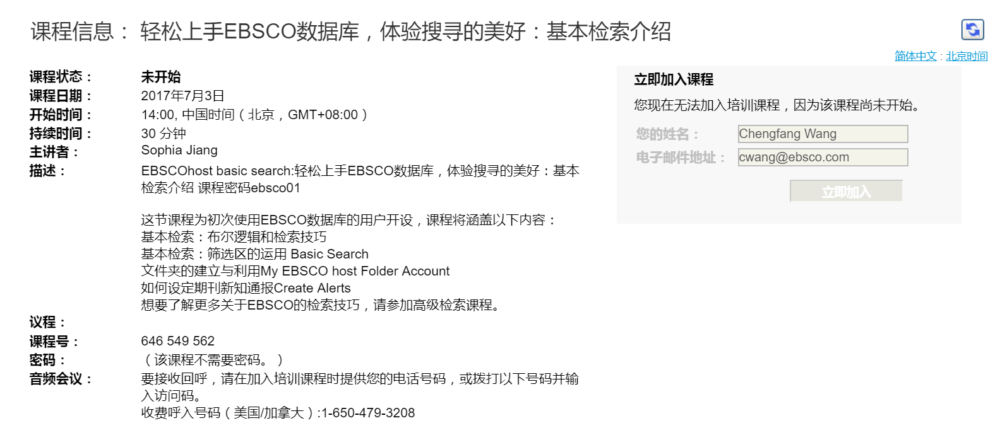 课程信息： 轻松上手EBSCO数据库，体验搜寻的美好：基本检索介绍
简体中文 : 北京时间
课程状态： 未开始
课程日期： 2017年7月3日
开始时间： 14:00, 中国时间（北京，GMT+08:00）
持续时间： 30 分钟
主讲者： Sophia Jiang
描述： EBSCOhost basic search:轻松上手EBSCO数据库，体验搜寻的美好：基本
检索介绍 课程密码ebsco01
这节课程为初次使用EBSCO数据库的用户开设，课程将涵盖以下内容：
基本检索：布尔逻辑和检索技巧
基本检索：筛选区的运用 Basic Search
文件夹的建立与利用My EBSCO host Folder Account
如何设定期刊新知通报Create Alerts
想要了解更多关于EBSCO的检索技巧，请参加高级检索课程。
议程：
课程号： 646 549 562
密码： （该课程不需要密码。）
音频会议： 要接收回呼，请在加入培训课程时提供您的电话号码，或拨打以下号码并输
入访问码。
收费呼入号码（美国/加拿大）:1-650-479-3208
立即加入课程
您现在无法加入培训课程，因为该课程尚未开始。
您的姓名： Chengfang Wang
电子邮件地址： cwang@ebsco.com
立即加入